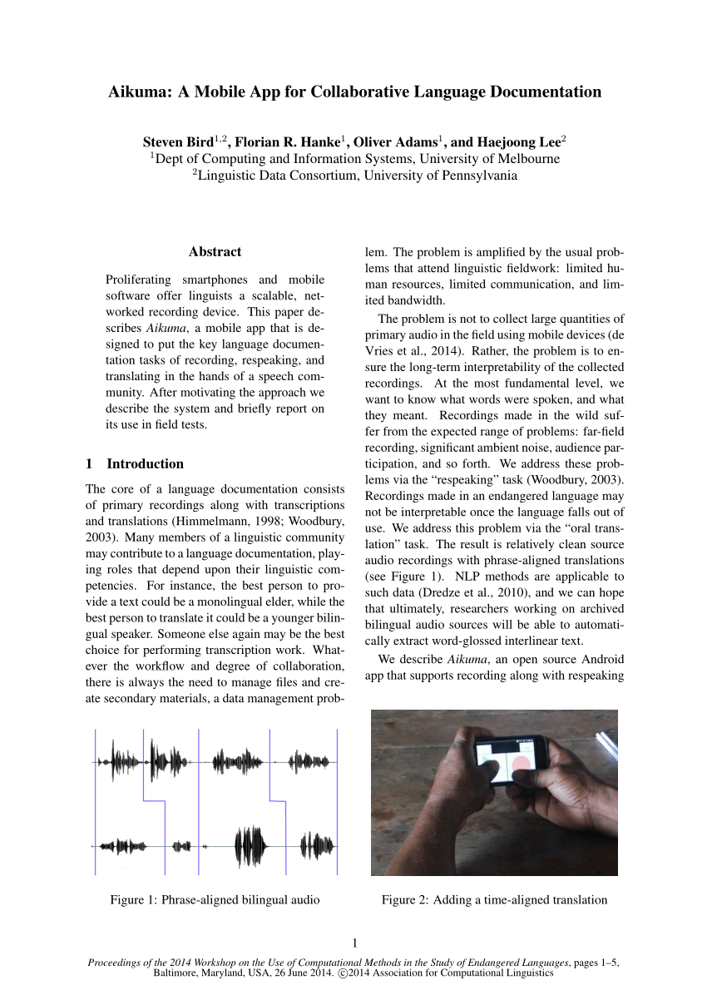 Aikuma: A Mobile App for Collaborative Language Documentation
Steven Bird1,2, Florian R. Hanke1, Oliver Adams1, and Haejoong Lee2
1Dept of Computing and Information Systems, University of Melbourne
2Linguistic Data Consortium, University of Pennsylvania
Abstract
Proliferating smartphones and mobile
software offer linguists a scalable, net-
worked recording device. This paper de-
scribes Aikuma, a mobile app that is de-
signed to put the key language documen-
tation tasks of recording, respeaking, and
translating in the hands of a speech com-
munity. After motivating the approach we
describe the system and briefly report on
its use in field tests.
1 Introduction
The core of a language documentation consists
of primary recordings along with transcriptions
and translations (Himmelmann, 1998; Woodbury,
2003). Many members of a linguistic community
may contribute to a language documentation, play-
ing roles that depend upon their linguistic com-
petencies. For instance, the best person to pro-
vide a text could be a monolingual elder, while the
best person to translate it could be a younger bilin-
gual speaker. Someone else again may be the best
choice for performing transcription work. What-
ever the workflow and degree of collaboration,
there is always the need to manage files and cre-
ate secondary materials, a data management prob-
lem. The problem is amplified by the usual prob-
lems that attend linguistic fieldwork: limited hu-
man resources, limited communication, and lim-
ited bandwidth.
The problem is not to collect large quantities of
primary audio in the field using mobile devices (de
Vries et al., 2014). Rather, the problem is to en-
sure the long-term interpretability of the collected
recordings. At the most fundamental level, we
want to know what words were spoken, and what
they meant. Recordings made in the wild suf-
fer from the expected range of problems: far-field
recording, significant ambient noise, audience par-
ticipation, and so forth. We address these prob-
lems via the “respeaking” task (Woodbury, 2003).
Recordings made in an endangered language may
not be interpretable once the language falls out of
use. We address this problem via the “oral trans-
lation” task. The result is relatively clean source
audio recordings with phrase-aligned translations
(see Figure 1). NLP methods are applicable to
such data (Dredze et al., 2010), and we can hope
that ultimately, researchers working on archived
bilingual audio sources will be able to automati-
cally extract word-glossed interlinear text.
We describe Aikuma, an open source Android
app that supports recording along with respeaking
Figure 1: Phrase-aligned bilingual audio
Figure 2: Adding a time-aligned translation
1
Proceedings of the 2014 Workshop on the Use of Computational Methods in the Study of Endangered Languages, pages 1–5,
Baltimore, Maryland, USA, 26 June 2014. ©2014 Association for Computational Linguistics